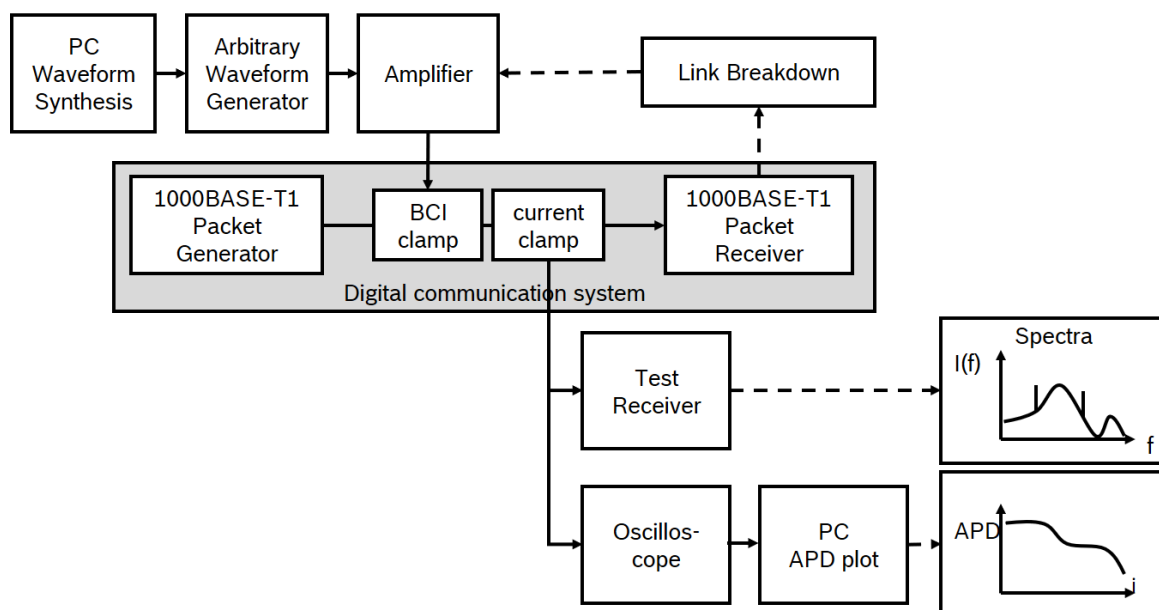 PC
Waveform
Synthesis
Arbitrary
Waveform
Generator
Amplifier
Link Breakdown
1000BASE-T1
Packet
Generator
BCI
clamp
current
clamp
1000BASE-T1
Packet
Receiver
Digital communication system
Test
Receiver
Spectra
I(f)
f
Oscillos-
cope
PC
APD plot
APD
i